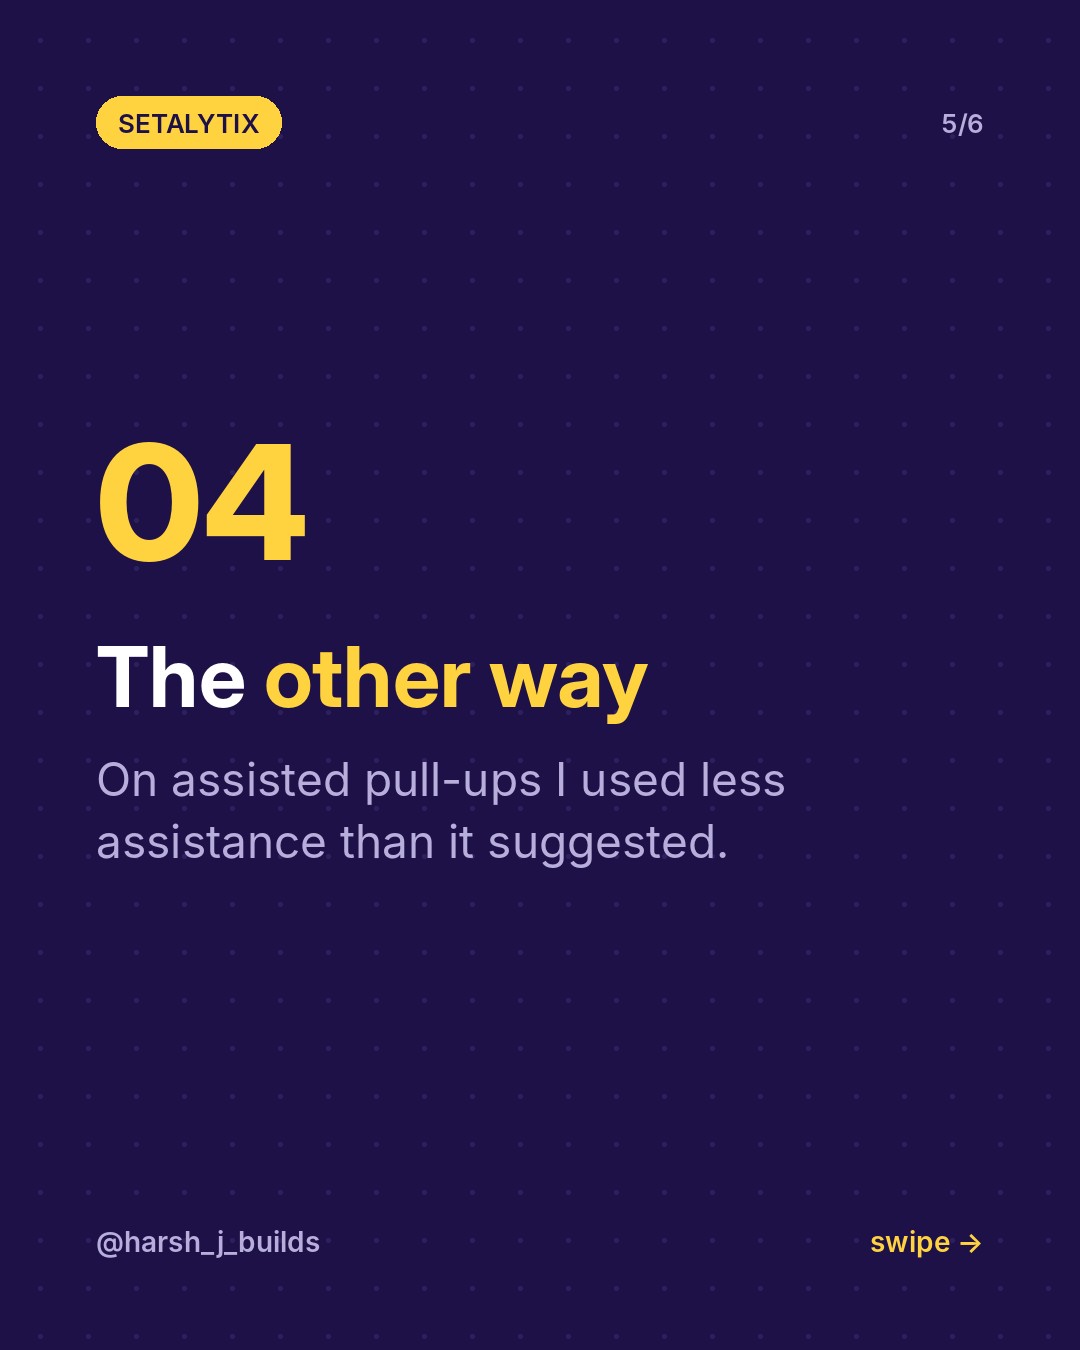 SETALYTIX
5/6
04
The other way
On assisted pull-ups I used less
assistance than it suggested.
@harsh_j_builds
swipe →